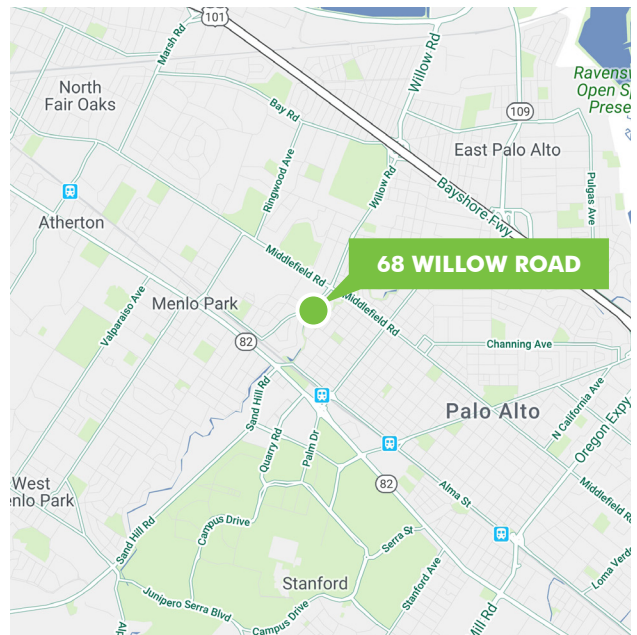 101
Marsh Rd
Willow Rd
North
Fair Oaks
Ravensw
Open Sp
Prese
Bay Rd
109
East Palo Alto
Ringwood Ave
Willow Rd
Bayshore Fwy
Pulgas Ave
Atherton
Middlefield Rd
68 WILLOW ROAD
Valparaiso Ave
Menlo Park
Middlefield Rd
82
Channing Ave
Sand Hill Rd
Palo Alto
N California Ave
Oregon Expy
Quarry Rd
Palm Dr
West
enlo Park
82
Alma St
Middlefield Rd
Sand Hill Rd
Campus Drive
Serra St
Loma Verde
Stanford
Stanford Ave
Junipero Serra Blvd
Campus Drive
Alp
Mill Rd